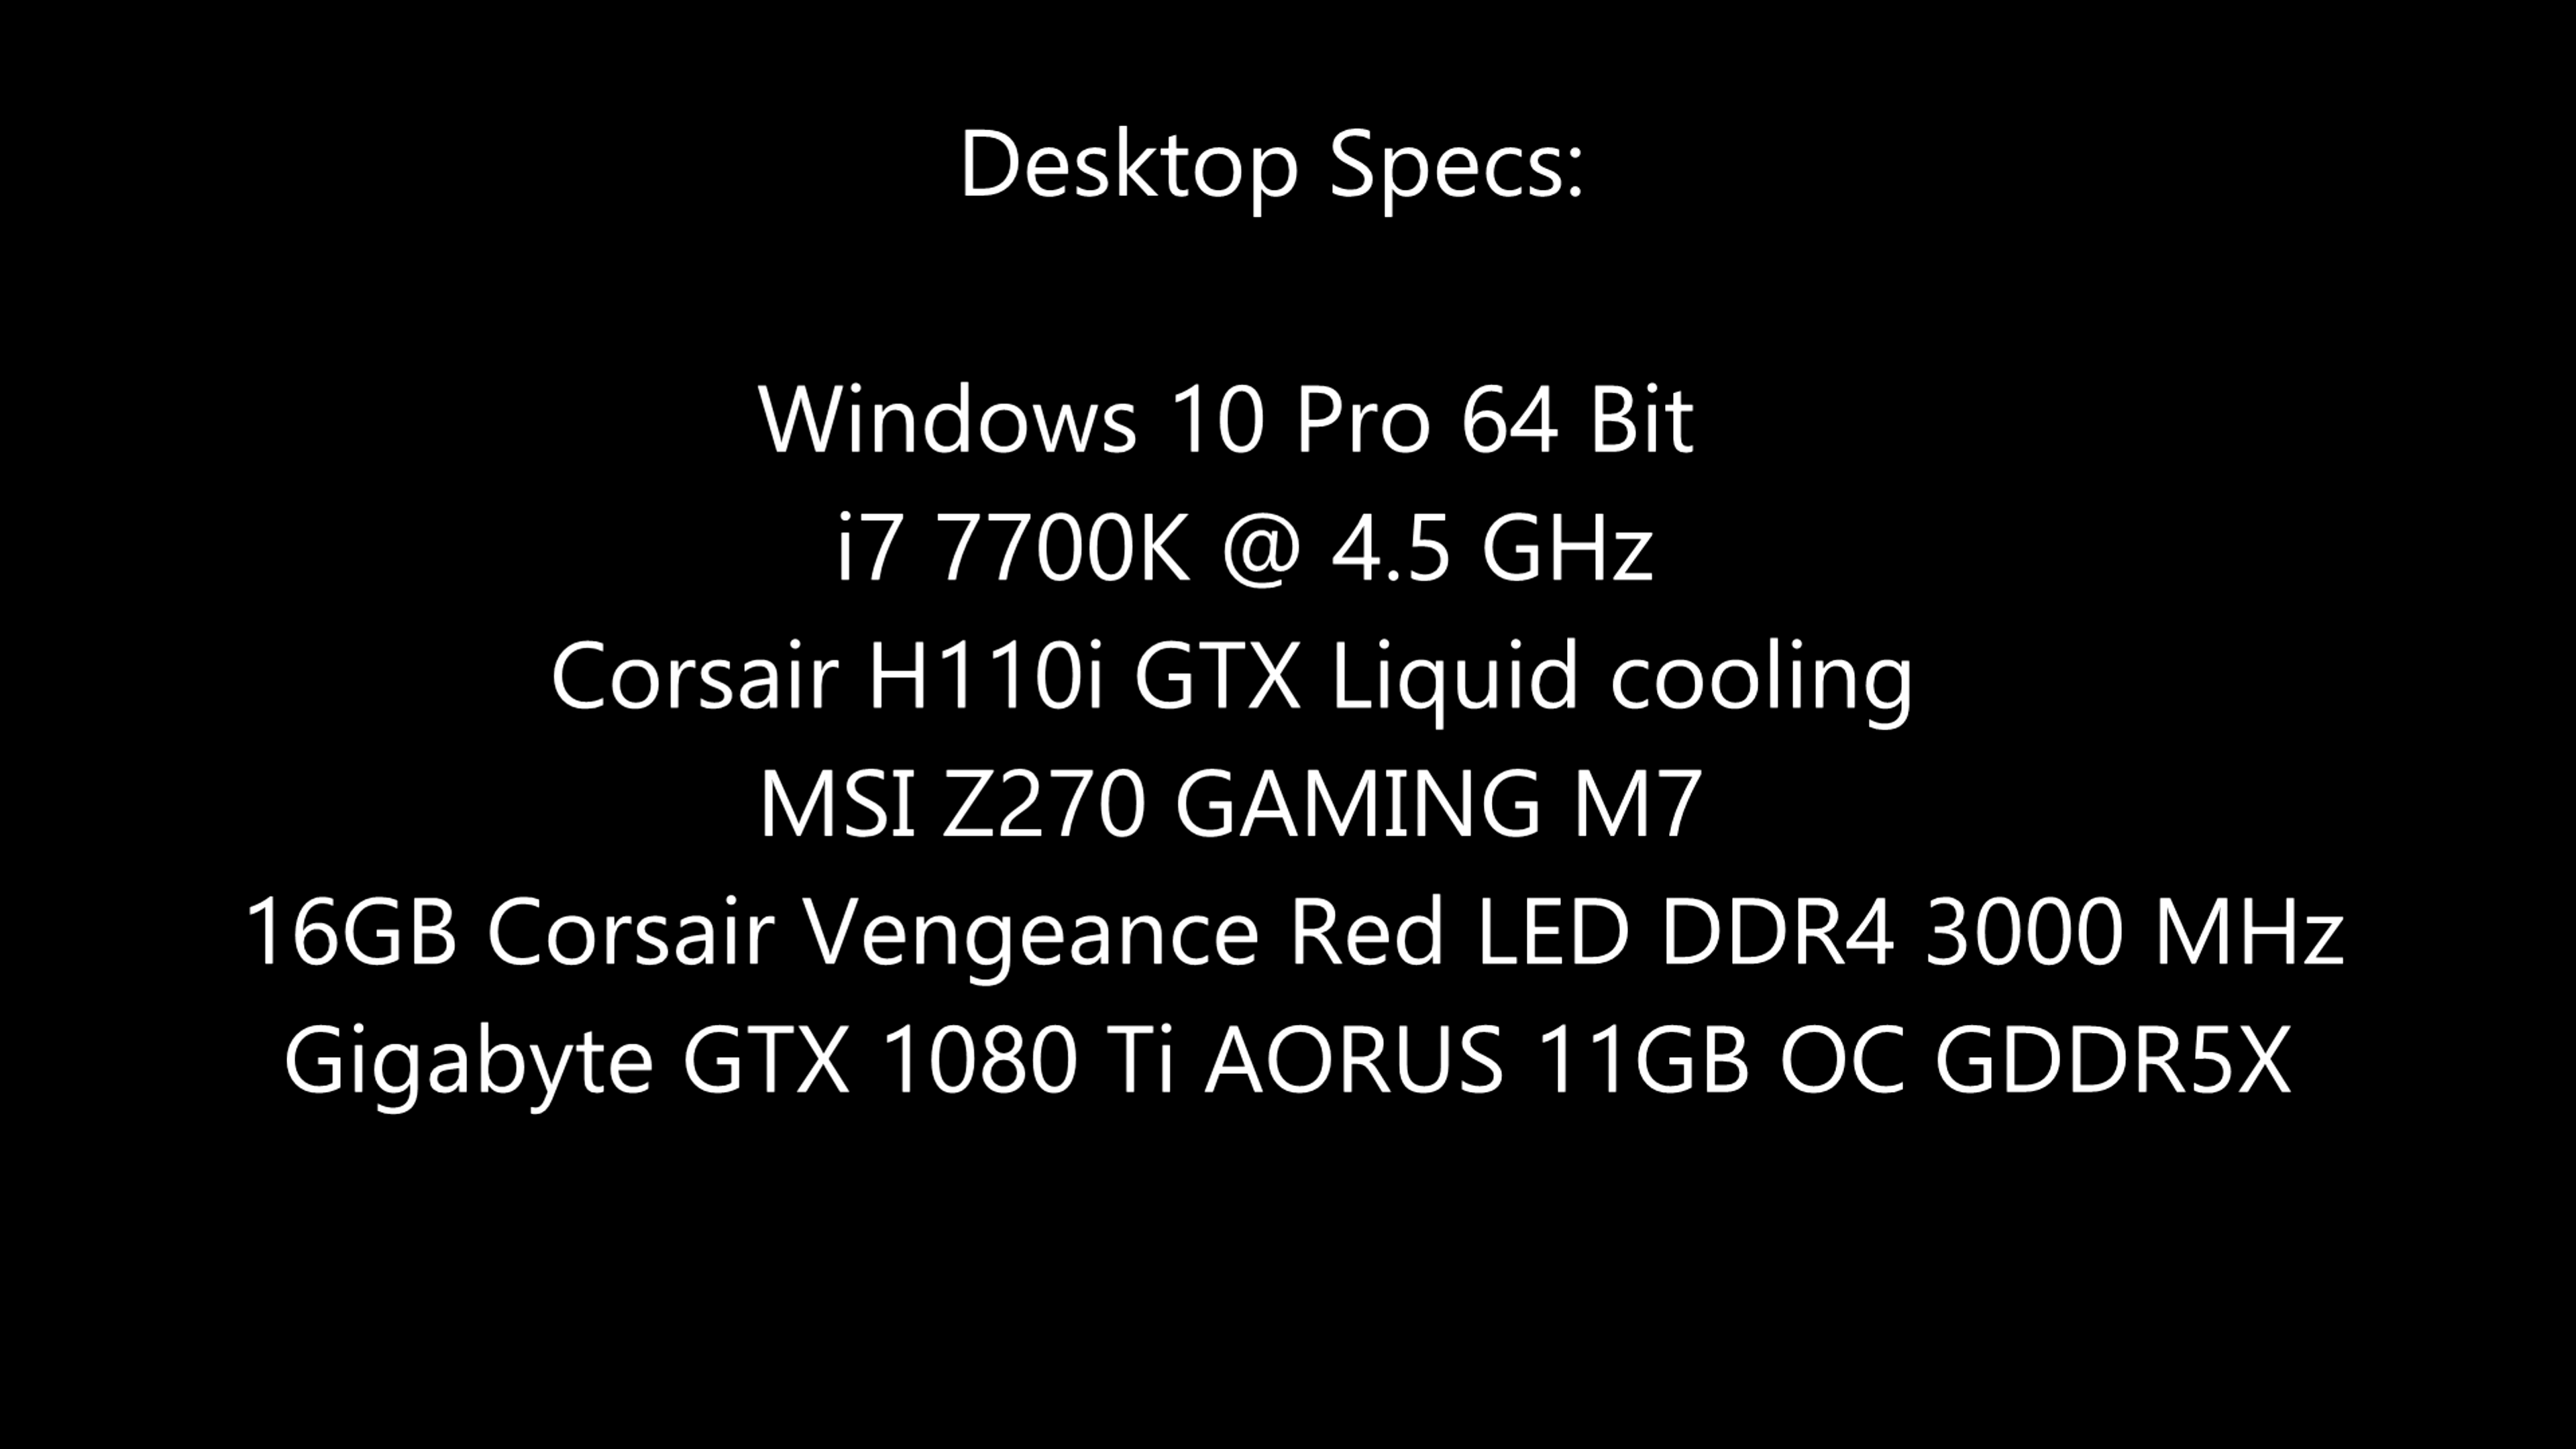 Desktop Specs:
Windows 10 Pro 64 Bit
i7 7700K @ 4.5 GHz
Corsair H110i GTX Liquid cooling
MSI Z270 GAMING M7
16GB Corsair Vengeance Red LED DDR4 3000 MHz
Gigabyte GTX 1080 Ti AORUS 11GB OC GDDR5X